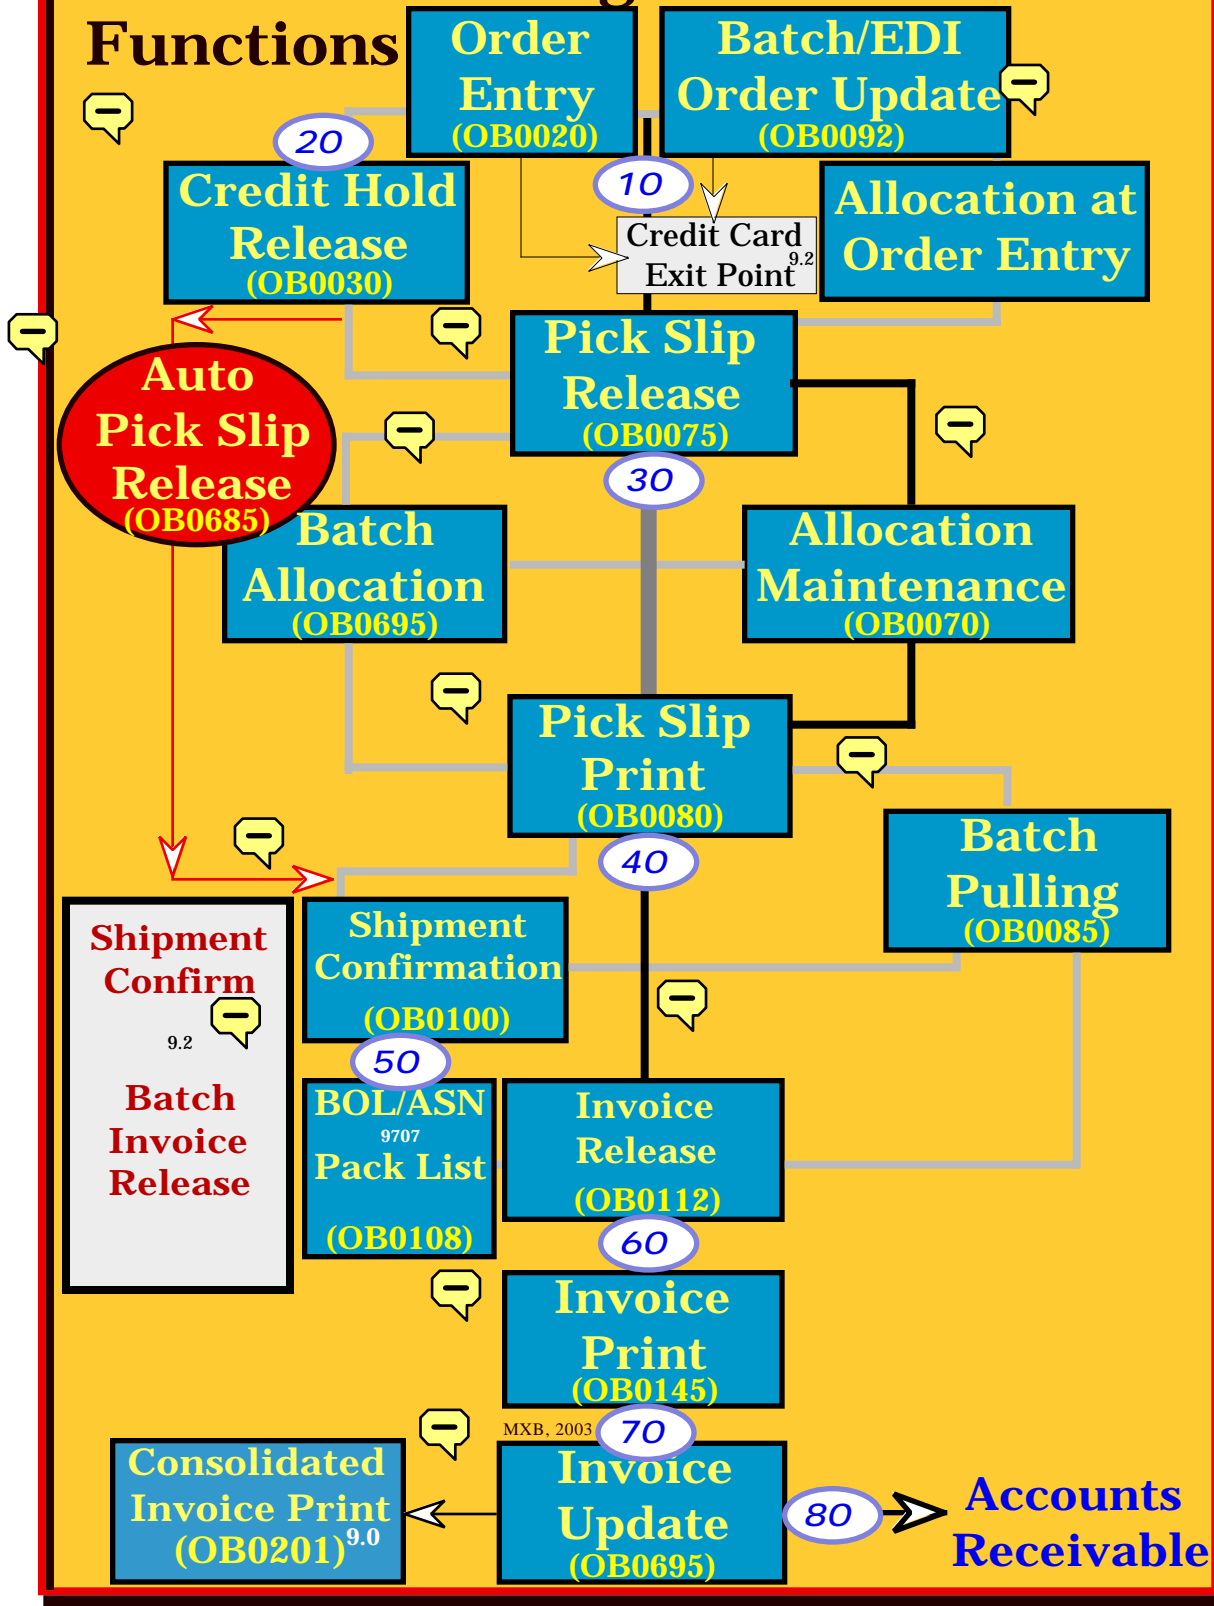 Functions
Order
Entry
(OB0020)
Batch/EDI
Order Update
(OB0092)
20
10
Credit Hold
Release
(OB0030)
Credit Card
Exit Point 9.2
Allocation at
Order Entry
Auto
Pick Slip
Release
(OB0685)
Pick Slip
Release
(OB0075)
30
Batch
Allocation
(OB0695)
Allocation
Maintenance
(OB0070)
Pick Slip
Print
(OB0080)
40
Batch
Pulling
(OB0085)
Shipment
Confirm
9.2
Batch
Invoice
Release
Shipment
Confirmation
(OB0100)
50
BOL/ASN
9707
Pack List
(OB0108)
Invoice
Release
(OB0112)
60
Invoice
Print
(OB0145)
MXB, 2003
70
Consolidated
Invoice Print
(OB0201) 9.0
Invoice
Update
(OB0695)
80
Accounts
Receivable